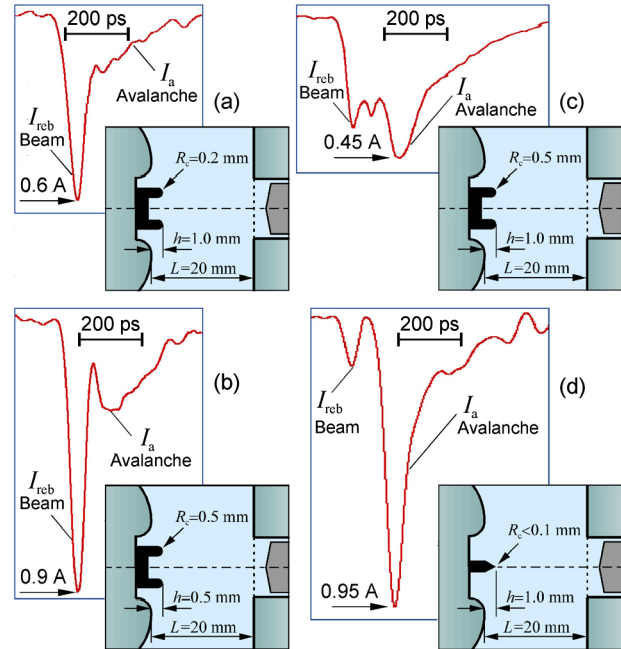 200 ps
I_a
Avalanche
(a)
I_reb
Beam
0.6 A
R_c=0.2 mm
h=1.0 mm
L=20 mm
200 ps
(c)
I_reb
Beam
I_a
Avalanche
0.45 A
R_c=0.5 mm
h=1.0 mm
L=20 mm
200 ps
(b)
I_a
Avalanche
I_reb
Beam
0.9 A
R_c=0.5 mm
h=0.5 mm
L=20 mm
200 ps
(d)
I_reb
Beam
I_a
Avalanche
0.95 A
R_c<0.1 mm
h=1.0 mm
L=20 mm